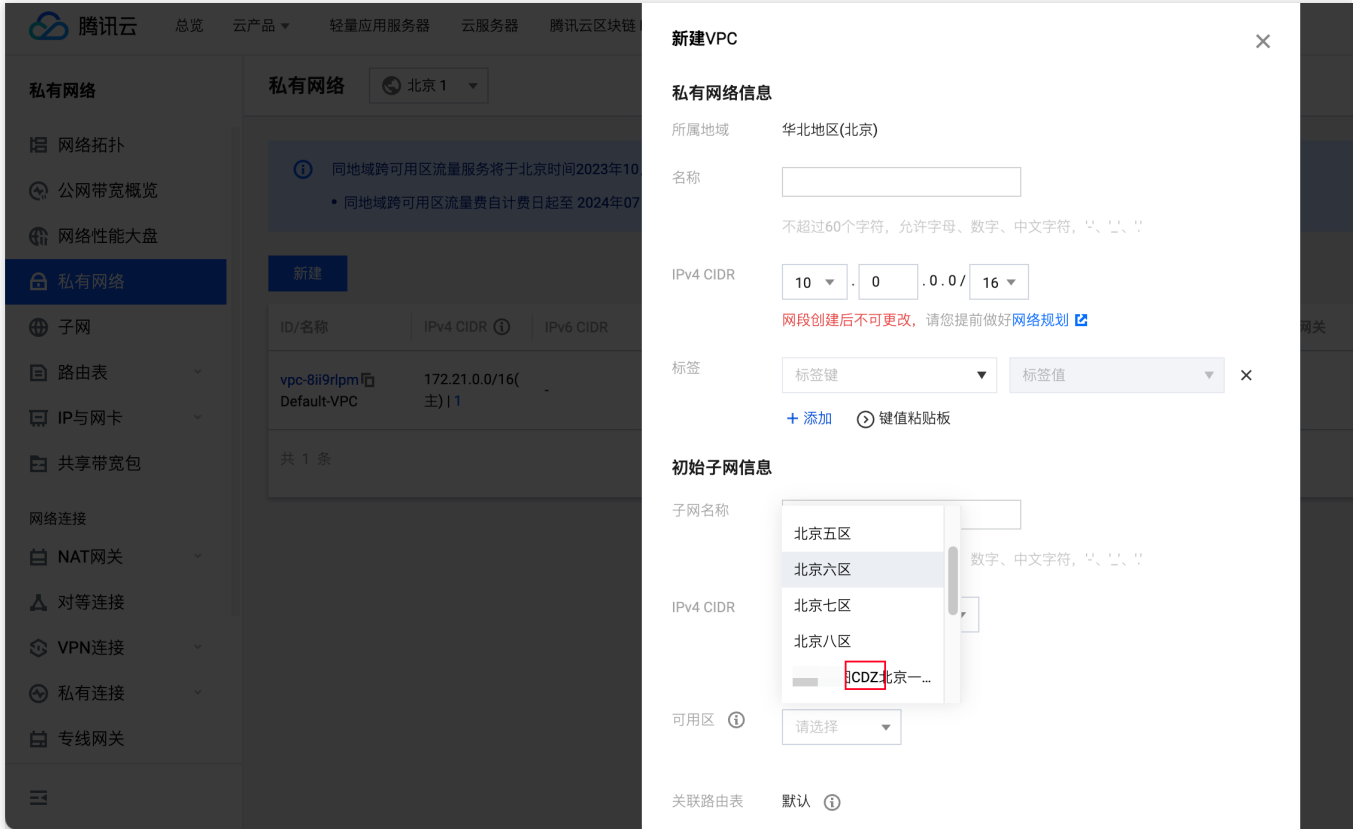 腾讯云 总览 云产品 轻量应用服务器 云服务器 腾讯云区块链
私有网络
网络拓扑
公网带宽概览
网络性能大盘
私有网络
子网
路由表
IP与网卡
共享带宽包
网络连接
NAT网关
对等连接
VPN连接
私有连接
专线网关
私有网络 北京 1
同地域跨可用区流量服务将于北京时间2023年10
• 同地域跨可用区流量费自计费日起至 2024年07
新建
ID/名称 IPv4 CIDR IPv6 CIDR
网关
vpc-8ii9rlpm 172.21.0.0/16( -
Default-VPC 主) | 1
共 1 条
新建VPC
私有网络信息
所属地域 华北地区(北京)
名称
不超过60个字符，允许字母、数字、中文字符，'-'、'_'、'.'
IPv4 CIDR 10 . 0 . 0 . 0 / 16
网段创建后不可更改，请您提前做好网络规划
标签 标签键 标签值
+ 添加 键值粘贴板
初始子网信息
子网名称
数字、中文字符，'-'、'_'、'.'
北京五区
北京六区
北京七区
北京八区
CDZ北京一...
IPv4 CIDR
可用区 请选择
关联路由表 默认